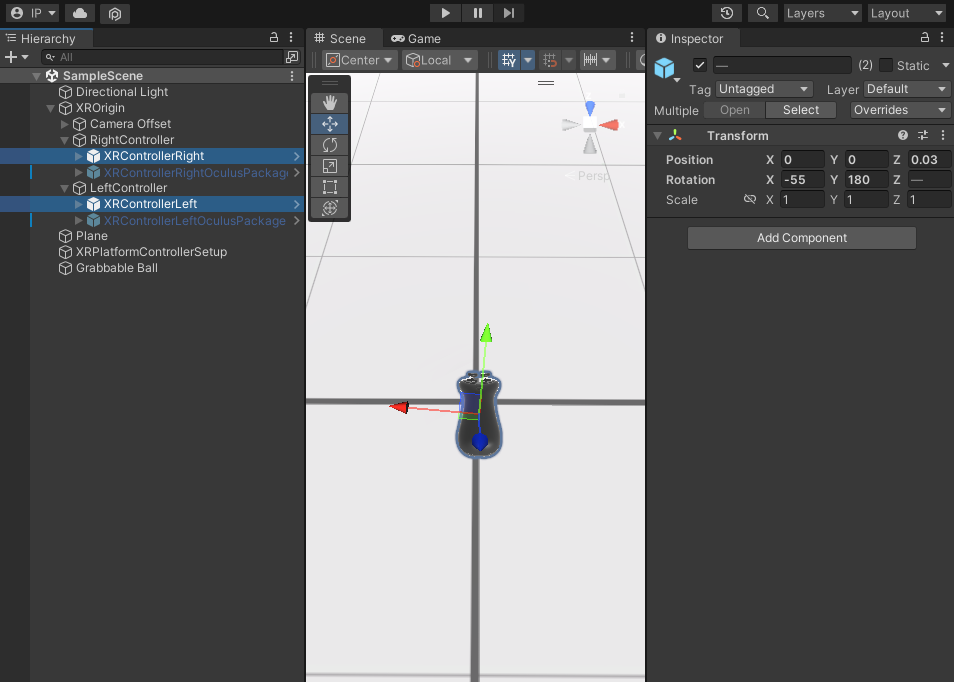 IP
Layers
Layout
Hierarchy
All
SampleScene
Directional Light
XROrigin
Camera Offset
RightController
XRControllerRight
XRControllerRightOculusPackage
LeftController
XRControllerLeft
XRControllerLeftOculusPackage
Plane
XRPlatformControllerSetup
Grabbable Ball
Scene
Game
Center
Local
Y
Persp
Inspector
— (2) Static
Tag Untagged Layer Default
Multiple Open Select Overrides
Transform
Position X 0 Y 0 Z 0.03
Rotation X -55 Y 180 Z —
Scale X 1 Y 1 Z 1
Add Component